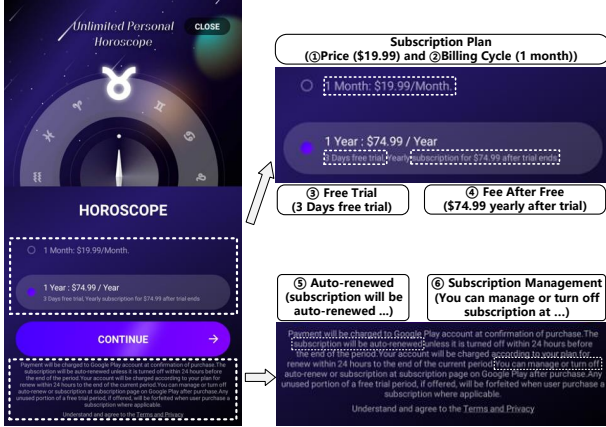 Unlimited Personal
Horoscope
CLOSE
HOROSCOPE
1 Month: $19.99/Month.
1 Year : $74.99 / Year
3 Days free trial, Yearly subscription for $74.99 after trial ends
CONTINUE
Payment will be charged to Google Play account at confirmation of purchase.The
subscription will be auto-renewed unless it is turned off within 24 hours before
the end of the period.Your account will be charged according to your plan for
renew within 24 hours to the end of the current period.You can manage or turn off
auto-renew or subscription at subscription page on Google Play after purchase.Any
unused portion of a free trial period, if offered, will be forfeited when user purchase a
subscription where applicable.
Understand and agree to the Terms and Privacy
Subscription Plan
(①Price ($19.99) and ②Billing Cycle (1 month))
1 Month: $19.99/Month.
1 Year : $74.99 / Year
3 Days free trial, Yearly subscription for $74.99 after trial ends
③ Free Trial
(3 Days free trial)
④ Fee After Free
($74.99 yearly after trial)
⑤ Auto-renewed
(subscription will be
auto-renewed ...)
⑥ Subscription Management
(You can manage or turn off
subscription at ...)
Payment will be charged to Google Play account at confirmation of purchase.The
subscription will be auto-renewed unless it is turned off within 24 hours before
the end of the period.Your account will be charged according to your plan for
renew within 24 hours to the end of the current period.You can manage or turn off
auto-renew or subscription at subscription page on Google Play after purchase.Any
unused portion of a free trial period, if offered, will be forfeited when user purchase a
subscription where applicable.
Understand and agree to the Terms and Privacy